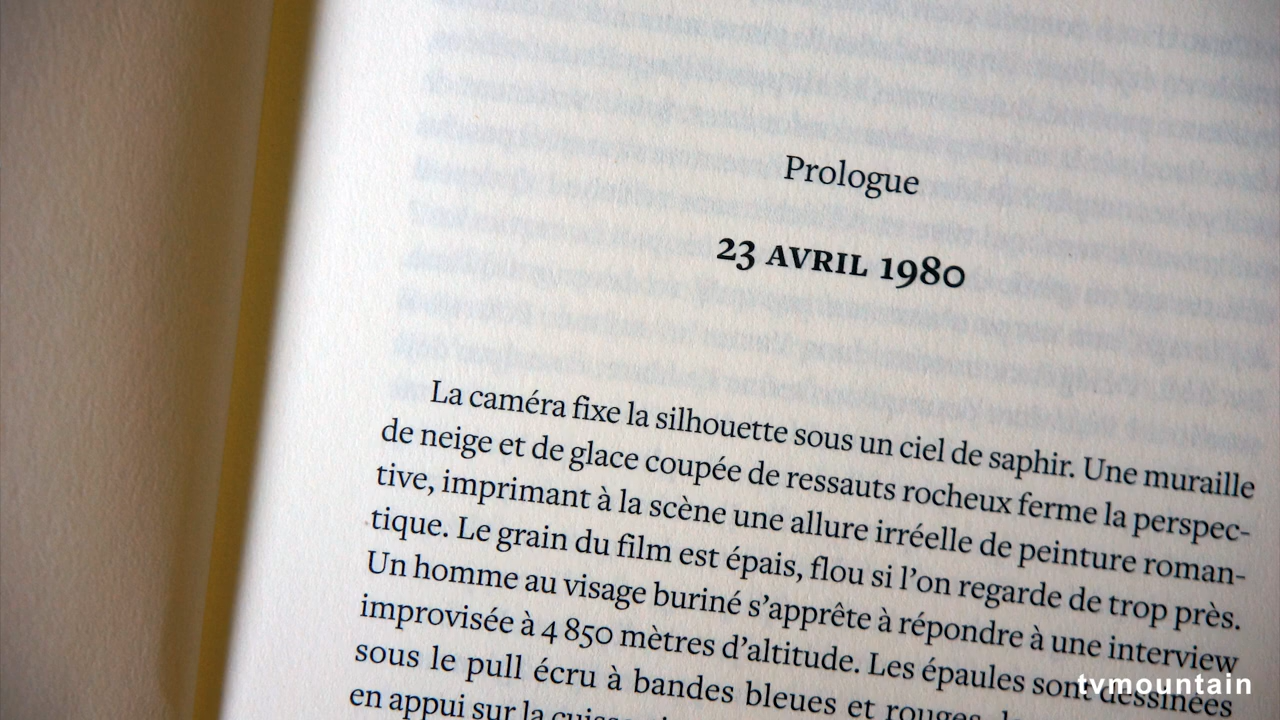 Prologue
23 AVRIL 1980
La caméra fixe la silhouette sous un ciel de saphir. Une muraille
de neige et de glace coupée de ressauts rocheux ferme la perspec-
tive, imprimant à la scène une allure irréelle de peinture roman-
tique. Le grain du film est épais, flou si l'on regarde de trop près.
Un homme au visage buriné s'apprête à répondre à une interview
improvisée à 4 850 mètres d'altitude. Les épaules sont dessinées
sous le pull écru à bandes bleues et rouges,
en appui sur la
tvmountain